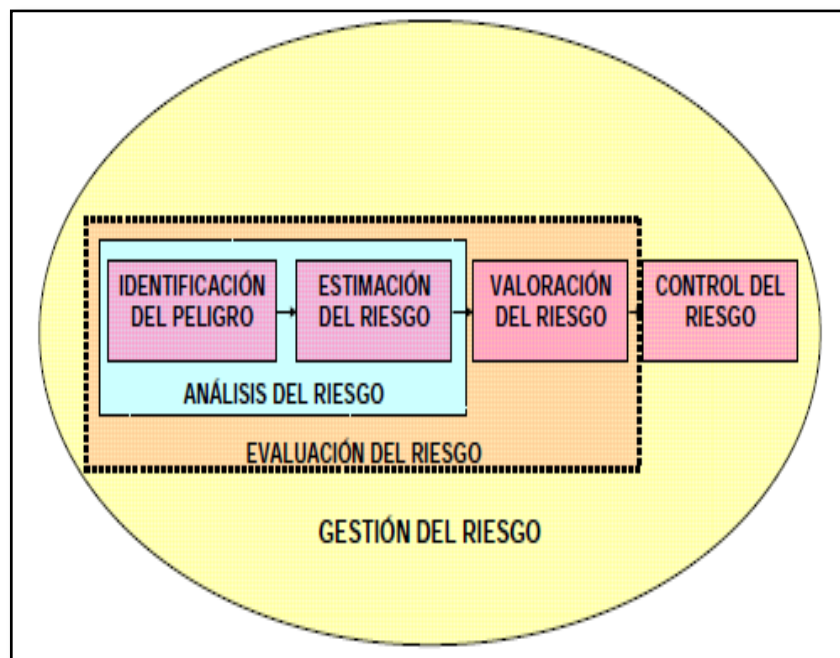 IDENTIFICACIÓN
DEL PELIGRO
ESTIMACIÓN
DEL RIESGO
VALORACIÓN
DEL RIESGO
CONTROL DEL
RIESGO
ANÁLISIS DEL RIESGO
EVALUACIÓN DEL RIESGO
GESTIÓN DEL RIESGO